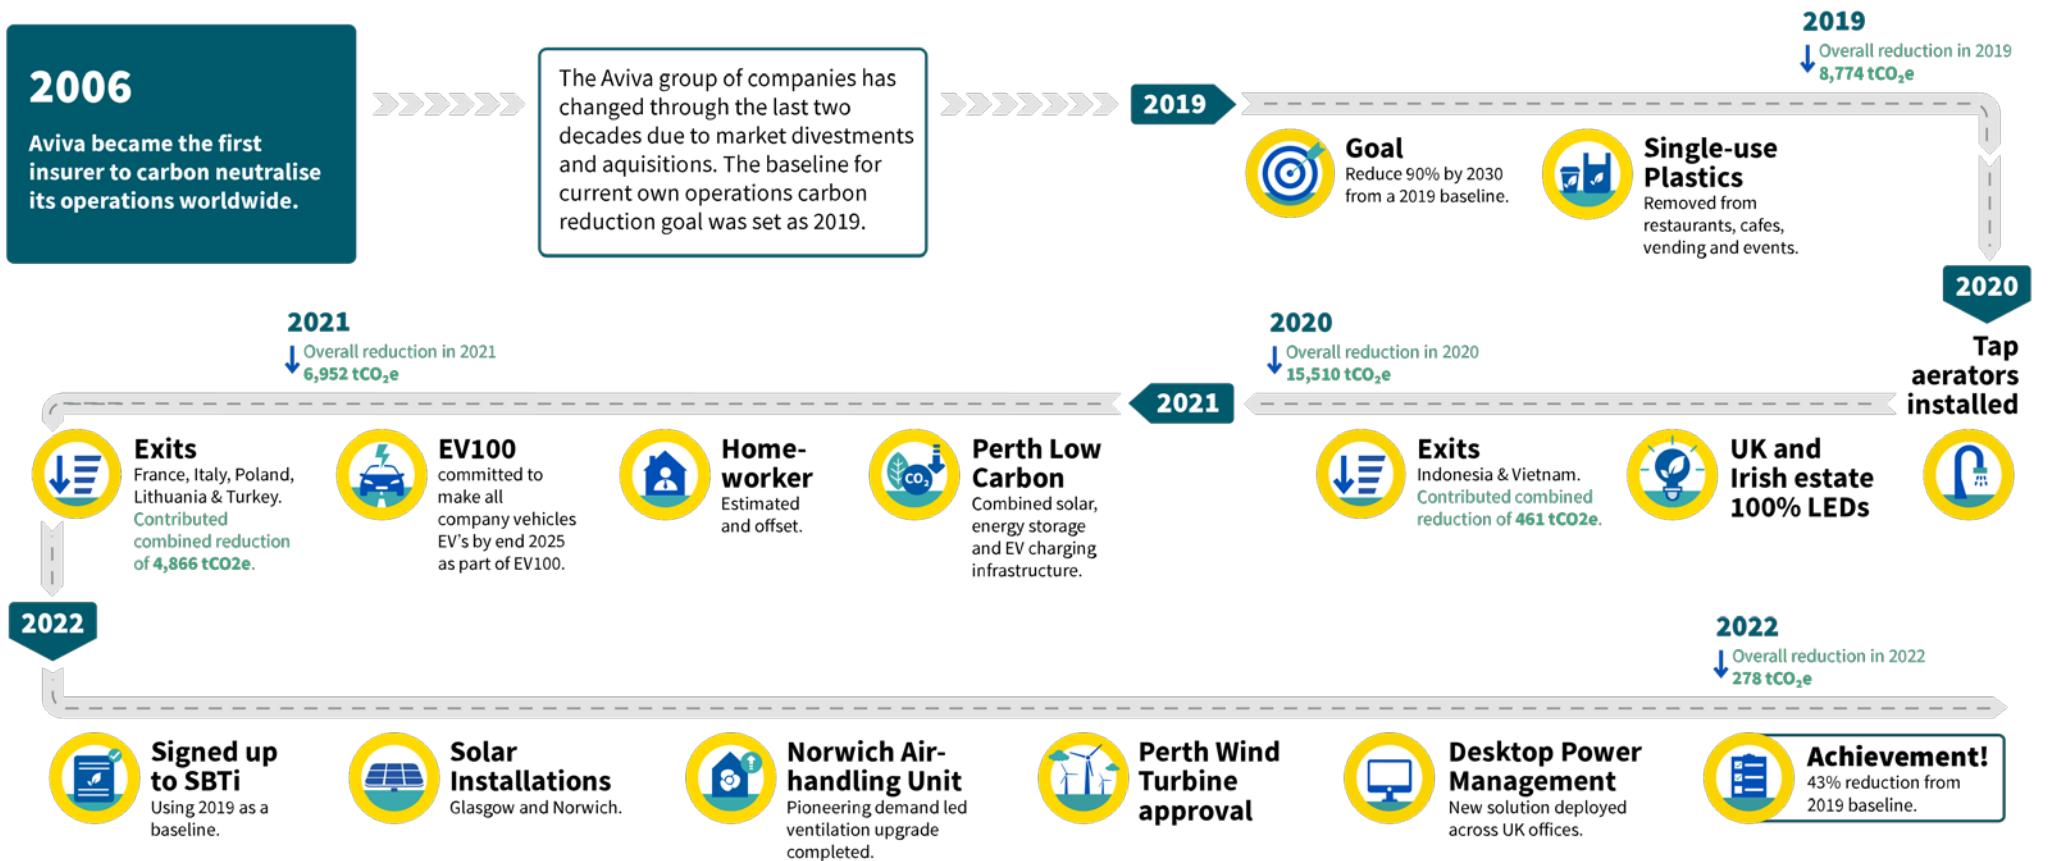 2006
Aviva became the first
insurer to carbon neutralise
its operations worldwide.
The Aviva group of companies has
changed through the last two
decades due to market divestments
and aquisitions. The baseline for
current own operations carbon
reduction goal was set as 2019.
2019
2019
Overall reduction in 2019
8,774 tCO₂e
Goal
Reduce 90% by 2030
from a 2019 baseline.
Single-use
Plastics
Removed from
restaurants, cafes,
vending and events.
2020
Tap
aerators
installed
2020
Overall reduction in 2020
15,510 tCO₂e
UK and
Irish estate
100% LEDs
Exits
Indonesia & Vietnam.
Contributed combined
reduction of 461 tCO2e.
2021
2021
Overall reduction in 2021
6,952 tCO₂e
CO₂
Perth Low
Carbon
Combined solar,
energy storage
and EV charging
infrastructure.
Home-
worker
Estimated
and offset.
EV100
committed to
make all
company vehicles
EV's by end 2025
as part of EV100.
Exits
France, Italy, Poland,
Lithuania & Turkey.
Contributed
combined reduction
of 4,866 tCO2e.
2022
2022
Overall reduction in 2022
278 tCO₂e
Signed up
to SBTi
Using 2019 as a
baseline.
Solar
Installations
Glasgow and Norwich.
Norwich Air-
handling Unit
Pioneering demand led
ventilation upgrade
completed.
Perth Wind
Turbine
approval
Desktop Power
Management
New solution deployed
across UK offices.
Achievement!
43% reduction from
2019 baseline.